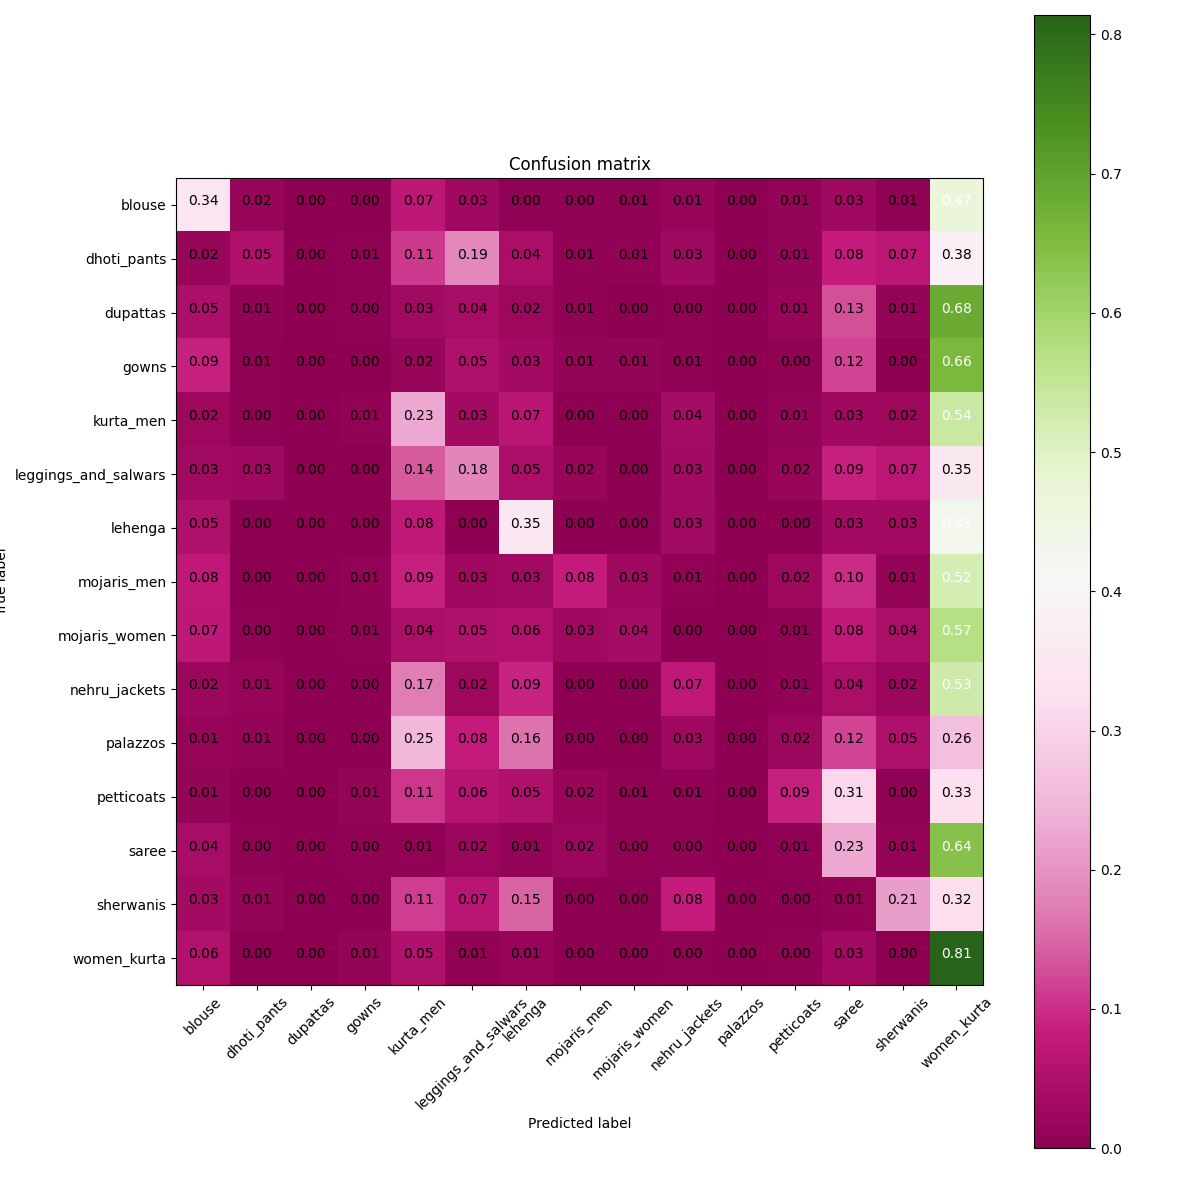 Confusion matrix
blouse 0.34 0.02 0.00 0.00 0.07 0.03 0.00 0.00 0.01 0.01 0.00 0.01 0.03 0.01 0.47
dhoti_pants 0.02 0.05 0.00 0.01 0.11 0.19 0.04 0.01 0.01 0.03 0.00 0.01 0.08 0.07 0.38
dupattas 0.05 0.01 0.00 0.00 0.03 0.04 0.02 0.01 0.00 0.00 0.00 0.01 0.13 0.01 0.68
gowns 0.09 0.01 0.00 0.00 0.02 0.05 0.03 0.01 0.01 0.01 0.00 0.00 0.12 0.00 0.66
kurta_men 0.02 0.00 0.00 0.01 0.23 0.03 0.07 0.00 0.00 0.04 0.00 0.01 0.03 0.02 0.54
leggings_and_salwars 0.03 0.03 0.00 0.00 0.14 0.18 0.05 0.02 0.00 0.03 0.00 0.02 0.09 0.07 0.35
lehenga 0.05 0.00 0.00 0.00 0.08 0.00 0.35 0.00 0.00 0.03 0.00 0.00 0.03 0.03 0.43
mojaris_men 0.08 0.00 0.00 0.01 0.09 0.03 0.03 0.08 0.03 0.01 0.00 0.02 0.10 0.01 0.52
mojaris_women 0.07 0.00 0.00 0.01 0.04 0.05 0.06 0.03 0.04 0.00 0.00 0.01 0.08 0.04 0.57
nehru_jackets 0.02 0.01 0.00 0.00 0.17 0.02 0.09 0.00 0.00 0.07 0.00 0.01 0.04 0.02 0.53
palazzos 0.01 0.01 0.00 0.00 0.25 0.08 0.16 0.00 0.00 0.03 0.00 0.02 0.12 0.05 0.26
petticoats 0.01 0.00 0.00 0.01 0.11 0.06 0.05 0.02 0.01 0.01 0.00 0.09 0.31 0.00 0.33
saree 0.04 0.00 0.00 0.00 0.01 0.02 0.01 0.02 0.00 0.00 0.00 0.01 0.23 0.01 0.64
sherwanis 0.03 0.01 0.00 0.00 0.11 0.07 0.15 0.00 0.00 0.08 0.00 0.00 0.01 0.21 0.32
women_kurta 0.06 0.00 0.00 0.01 0.05 0.01 0.01 0.00 0.00 0.00 0.00 0.00 0.03 0.00 0.81
blouse dhoti_pants dupattas gowns kurta_men leggings_and_salwars lehenga mojaris_men mojaris_women nehru_jackets palazzos petticoats saree sherwanis women_kurta
Predicted label
0.8
0.7
0.6
0.5
0.4
0.3
0.2
0.1
0.0